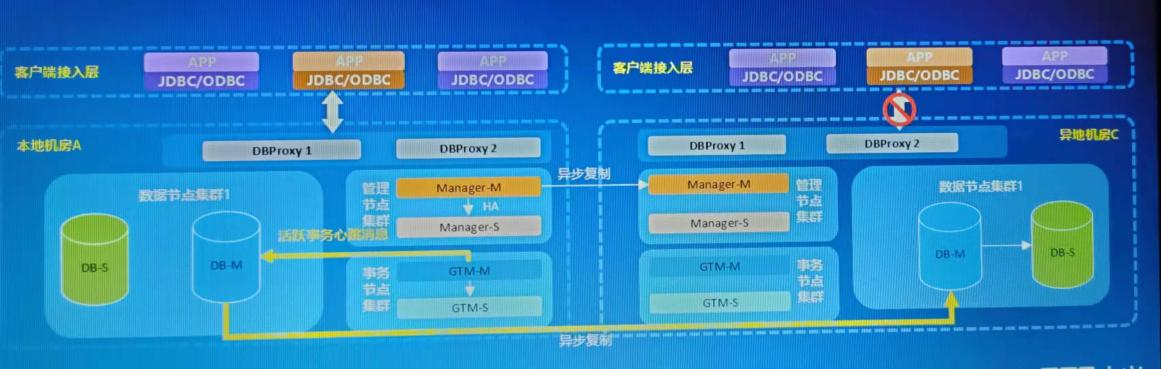 客户端接入层
APP
JDBC/ODBC
APP
JDBC/ODBC
APP
JDBC/ODBC
客户端接入层
APP
JDBC/ODBC
APP
JDBC/ODBC
APP
JDBC/ODBC
本地机房A
DBProxy 1
DBProxy 2
数据节点集群1
DB-S
DB-M
管理
节点
集群
Manager-M
HA
Manager-S
活跃事务心跳消息
事务
节点
集群
GTM-M
GTM-S
异步复制
异步复制
异地机房C
DBProxy 1
DBProxy 2
Manager-M
Manager-S
管理
节点
集群
GTM-M
GTM-S
事务
节点
集群
数据节点集群1
DB-M
DB-S